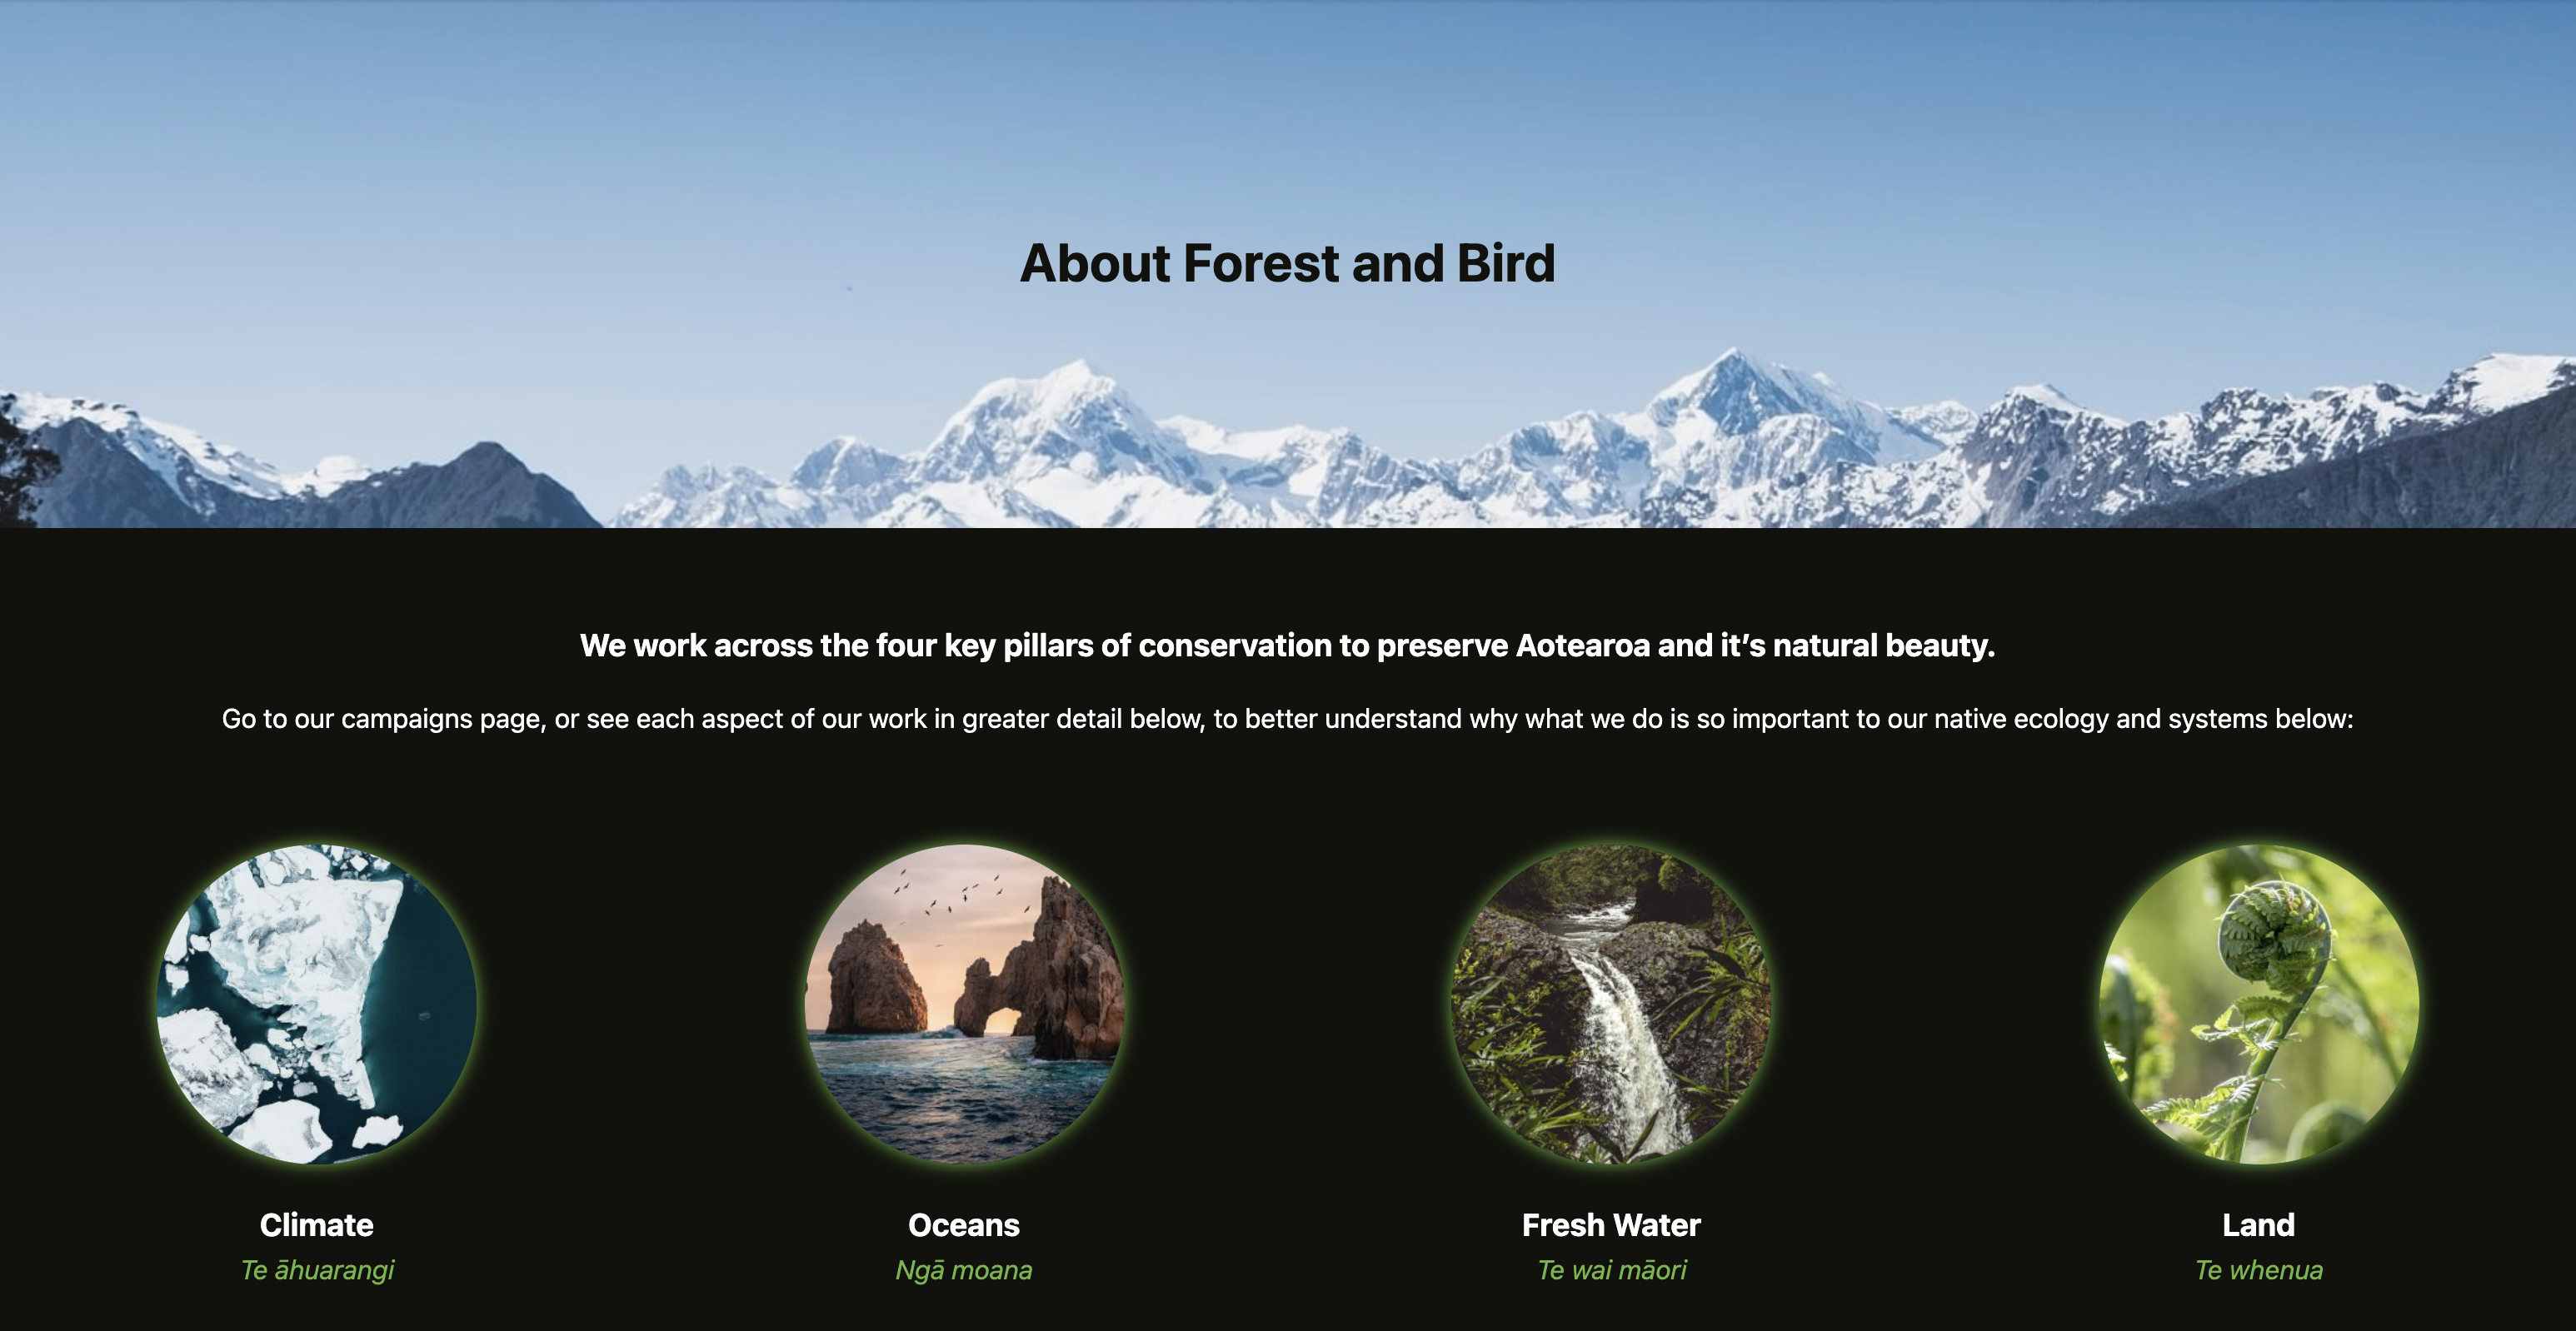 About Forest and Bird
We work across the four key pillars of conservation to preserve Aotearoa and it’s natural beauty.
Go to our campaigns page, or see each aspect of our work in greater detail below, to better understand why what we do is so important to our native ecology and systems below:
Climate
Te āhuarangi
Oceans
Ngā moana
Fresh Water
Te wai māori
Land
Te whenua